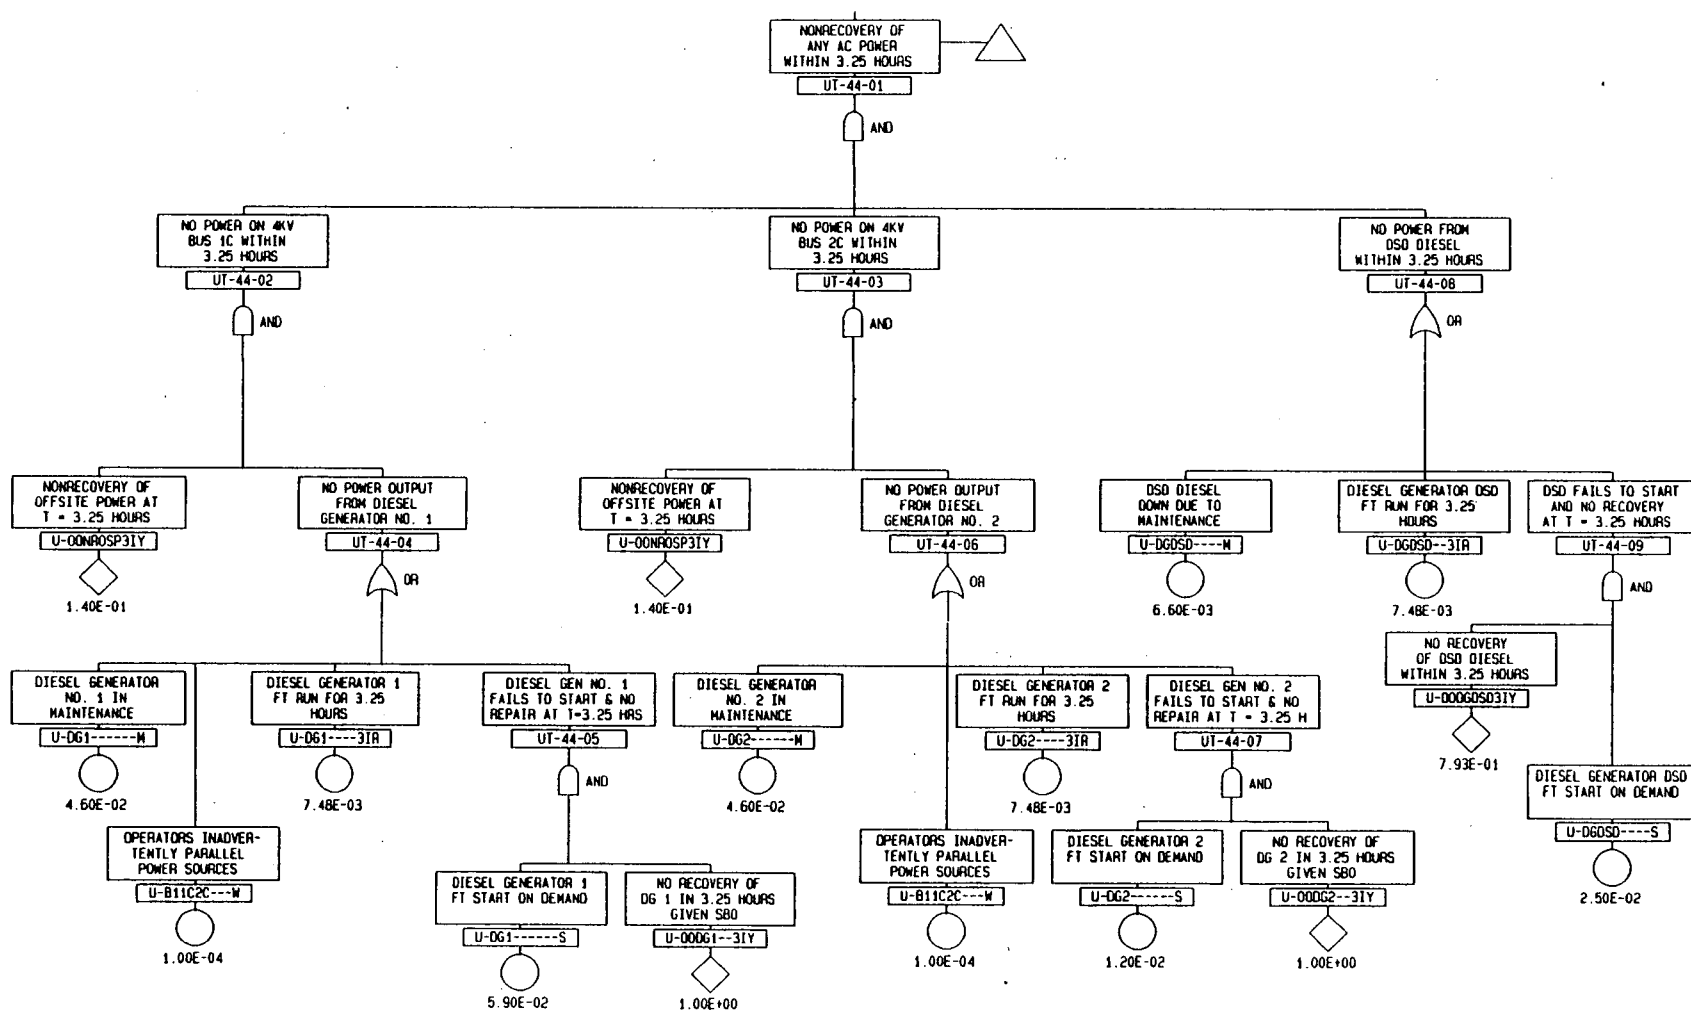 NONRECOVERY OF
ANY AC POWER
WITHIN 3.25 HOURS
UT-44-01
AND
NO POWER ON 4KV
BUS 1C WITHIN
3.25 HOURS
UT-44-02
AND
NO POWER ON 4KV
BUS 2C WITHIN
3.25 HOURS
UT-44-03
AND
NO POWER FROM
DSD DIESEL
WITHIN 3.25 HOURS
UT-44-08
OR
NONRECOVERY OF
OFFSITE POWER AT
T = 3.25 HOURS
U-OONROSP3IY
1.40E-01
NO POWER OUTPUT
FROM DIESEL
GENERATOR NO. 1
UT-44-04
OR
NONRECOVERY OF
OFFSITE POWER AT
T = 3.25 HOURS
U-OONROSP3IY
1.40E-01
NO POWER OUTPUT
FROM DIESEL
GENERATOR NO. 2
UT-44-06
OR
DSD DIESEL
DOWN DUE TO
MAINTENANCE
U-DGDSD----M
6.60E-03
DIESEL GENERATOR DSD
FT RUN FOR 3.25
HOURS
U-DGDSD--3IR
7.48E-03
DSD FAILS TO START
AND NO RECOVERY
AT T = 3.25 HOURS
UT-44-09
AND
DIESEL GENERATOR
NO. 1 IN
MAINTENANCE
U-DG1------M
4.60E-02
DIESEL GENERATOR 1
FT RUN FOR 3.25
HOURS
U-DG1----3IR
7.48E-03
DIESEL GEN NO. 1
FAILS TO START & NO
REPAIR AT T=3.25 HRS
UT-44-05
AND
DIESEL GENERATOR
NO. 2 IN
MAINTENANCE
U-DG2------M
4.60E-02
DIESEL GENERATOR 2
FT RUN FOR 3.25
HOURS
U-DG2----3IR
7.48E-03
DIESEL GEN NO. 2
FAILS TO START & NO
REPAIR AT T = 3.25 H
UT-44-07
AND
NO RECOVERY
OF DSD DIESEL
WITHIN 3.25 HOURS
U-OODGDSD3IY
7.93E-01
DIESEL GENERATOR DSD
FT START ON DEMAND
U-DGDSD----S
2.50E-02
OPERATORS INADVER-
TENTLY PARALLEL
POWER SOURCES
U-B11C2C---W
1.00E-04
DIESEL GENERATOR 1
FT START ON DEMAND
U-DG1------S
5.90E-02
NO RECOVERY OF
DG 1 IN 3.25 HOURS
GIVEN SBO
U-OODG1--3IY
1.00E+00
OPERATORS INADVER-
TENTLY PARALLEL
POWER SOURCES
U-B11C2C---W
1.00E-04
DIESEL GENERATOR 2
FT START ON DEMAND
U-DG2------S
1.20E-02
NO RECOVERY OF
DG 2 IN 3.25 HOURS
GIVEN SBO
U-OODG2--3IY
1.00E+00